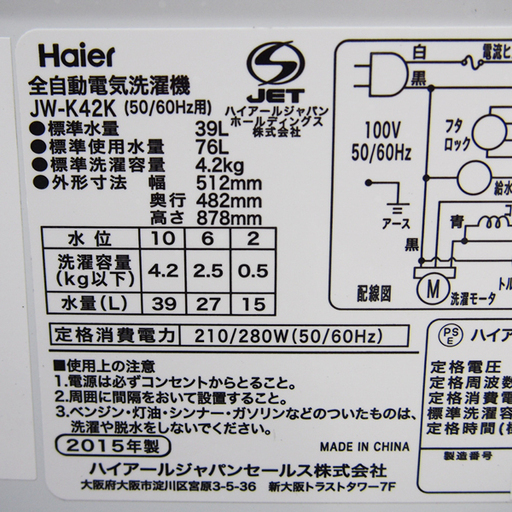 Haier
全自動電気洗濯機
JW-K42K (50/60Hz用)
●標準水量 39L
●標準使用水量 76L
●標準洗濯容量 4.2kg
●外形寸法 幅 512mm
奥行 482mm
高さ 878mm
S
JET
ハイアールジャパン
ホールディングス
株式会社
水位 10 6 2
洗濯容量(kg以下) 4.2 2.5 0.5
水量(L) 39 27 15
定格消費電力 210/280W(50/60Hz)
■使用上の注意
1.電源は必ずコンセントからとること。
2.周囲に間隔をおいて設置すること。
3.ベンジン・灯油・シンナー・ガソリンなどのついたものは、
洗濯や脱水をしないでください。
2015年製
MADE IN CHINA
ハイアールジャパンセールス株式会社
大阪府大阪市淀川区宮原3-5-36 新大阪トラストタワー7F
白
電流ヒ
黒
100V
50/60Hz
フタ
ロック
給水
アース
青
黒
配線図
M
洗濯モータ
PSE
ハイアー
定格電圧
定格周波数
定格消費電
標準洗濯容
定格時間(標
製造番号